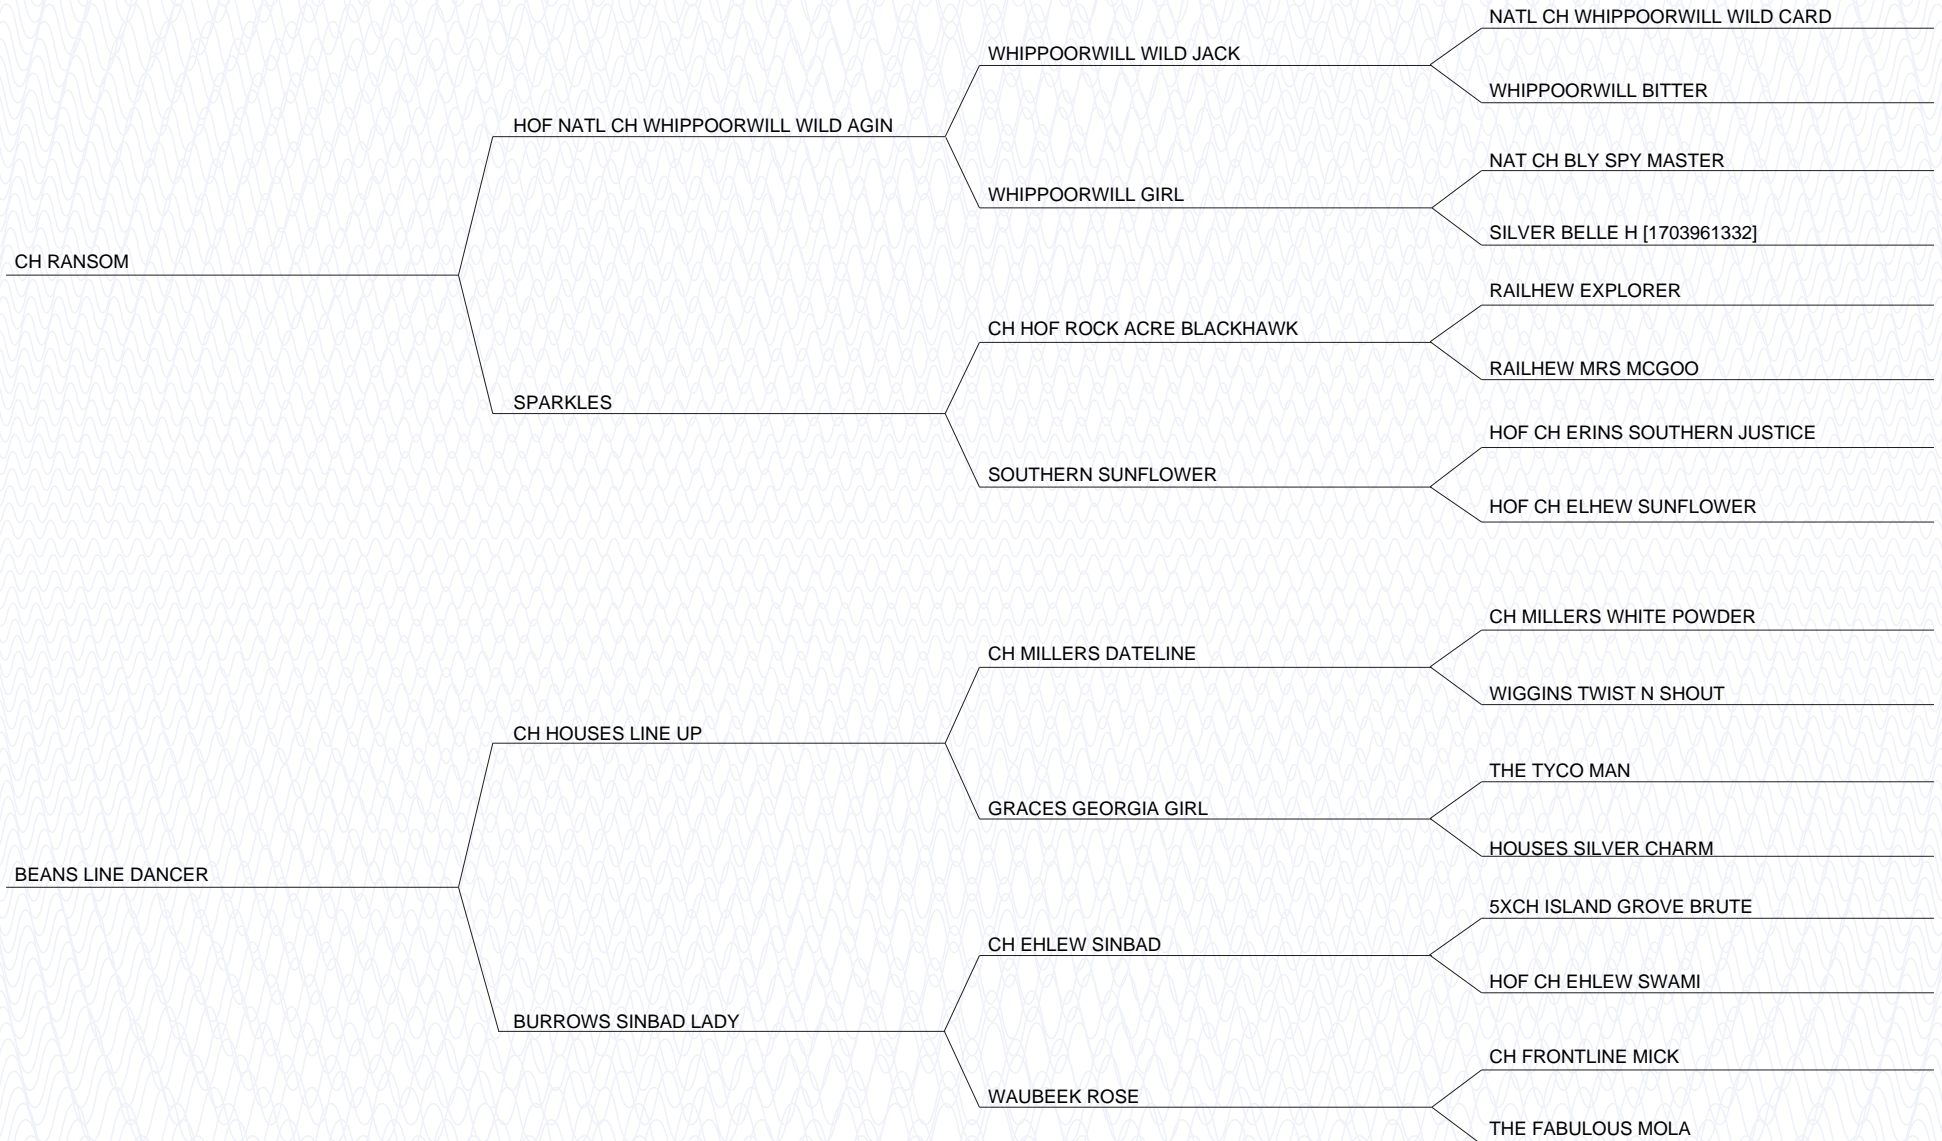 NATL CH WHIPPOORWILL WILD CARD
WHIPPOORWILL WILD JACK
WHIPPOORWILL BITTER
HOF NATL CH WHIPPOORWILL WILD AGIN
NAT CH BLY SPY MASTER
WHIPPOORWILL GIRL
SILVER BELLE H [1703961332]
CH RANSOM
RAILHEW EXPLORER
CH HOF ROCK ACRE BLACKHAWK
RAILHEW MRS MCGOO
SPARKLES
HOF CH ERINS SOUTHERN JUSTICE
SOUTHERN SUNFLOWER
HOF CH ELHEW SUNFLOWER
CH MILLERS WHITE POWDER
CH MILLERS DATELINE
WIGGINS TWIST N SHOUT
CH HOUSES LINE UP
THE TYCO MAN
GRACES GEORGIA GIRL
HOUSES SILVER CHARM
BEANS LINE DANCER
5XCH ISLAND GROVE BRUTE
CH EHLEW SINBAD
HOF CH EHLEW SWAMI
BURROWS SINBAD LADY
CH FRONTLINE MICK
WAUBEEK ROSE
THE FABULOUS MOLA